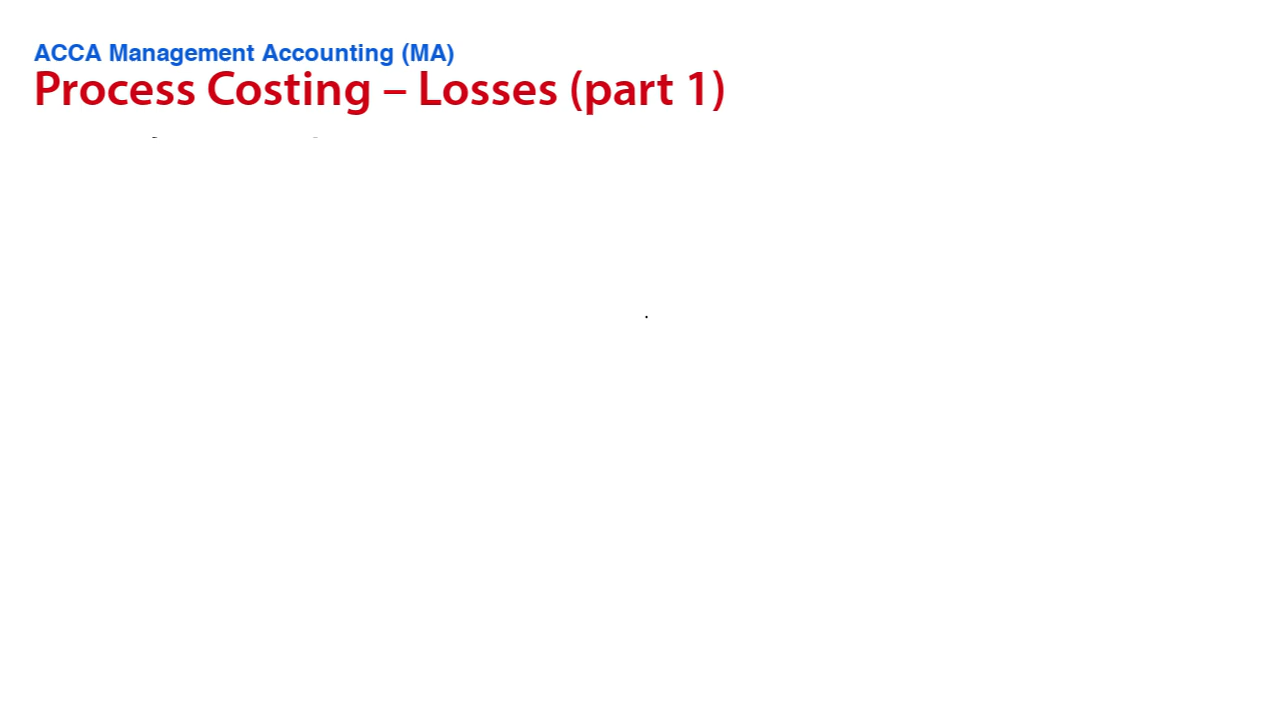 ACCA Management Accounting (MA)
Process Costing – Losses (part 1)